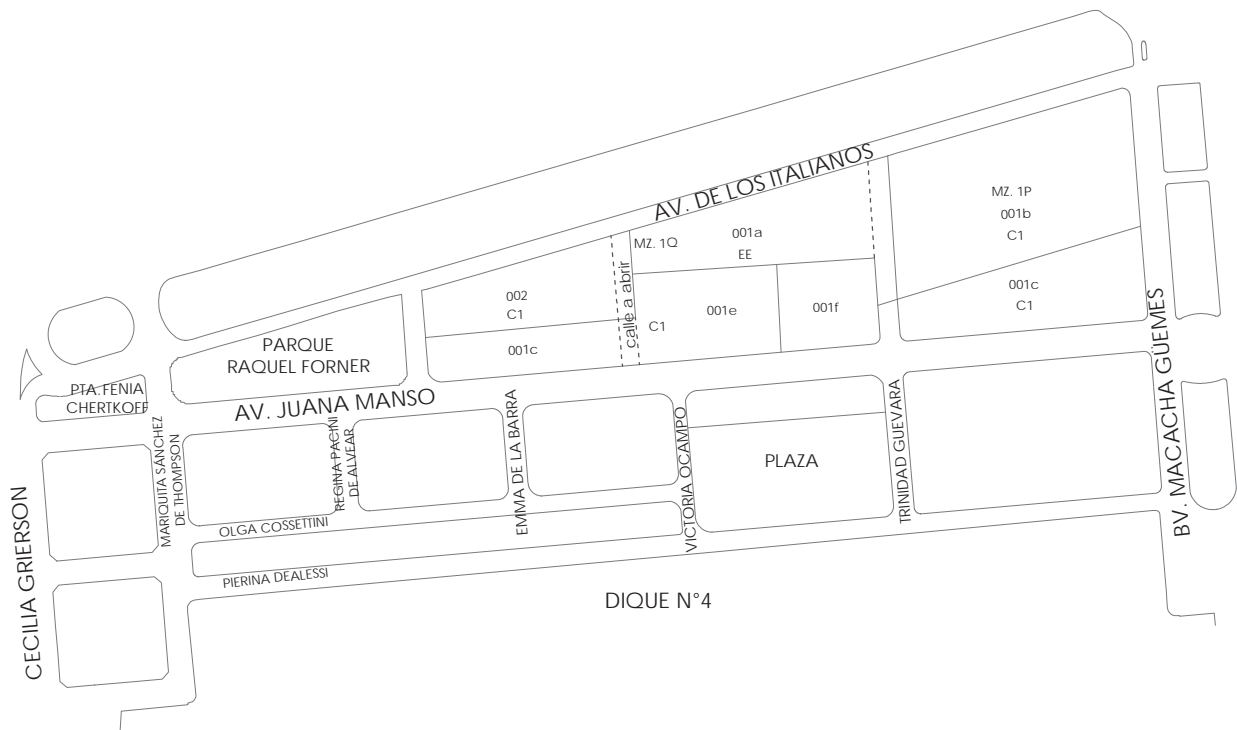 AV. DE LOS ITALIANOS
MZ. 1P
001b
C1
MZ. 1Q
001a
EE
calle a abrir
002
C1
001c
C1
001e
001f
001c
C1
PARQUE
RAQUEL FORNER
PTA. FENIA
CHERTKOFF
AV. JUANA MANSO
BV. MACACHA GÜEMES
MARIQUITA SÁNCHEZ
DE THOMPSON
REGINA PACINI
DE ALVEAR
EMMA DE LA BARRA
VICTORIA OCAMPO
PLAZA
TRINIDAD GUEVARA
CECILIA GRIERSON
OLGA COSSETTINI
PIERINA DEALESSI
DIQUE N°4